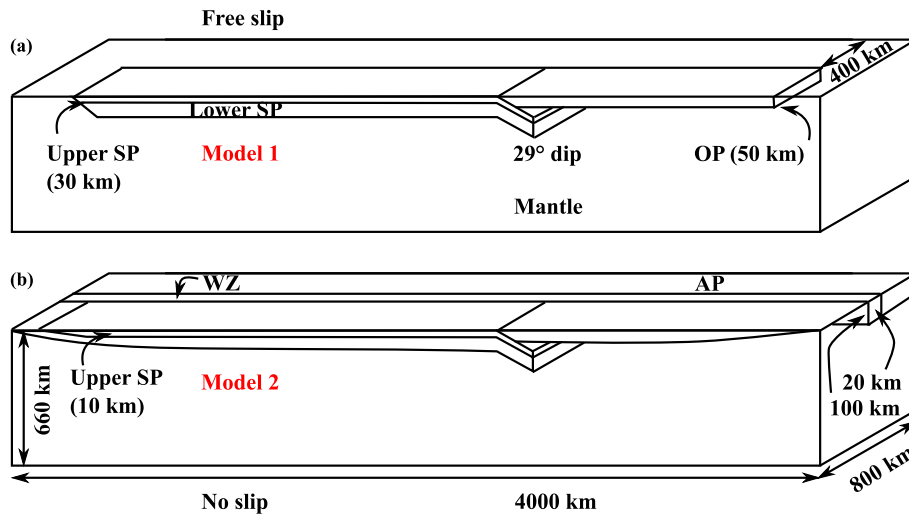 Free slip
(a)
400 km
Lower SP
Upper SP
(30 km)
Model 1
29° dip
OP (50 km)
Mantle
(b)
WZ
AP
660 km
Upper SP
(10 km)
Model 2
20 km
100 km
800 km
No slip
4000 km